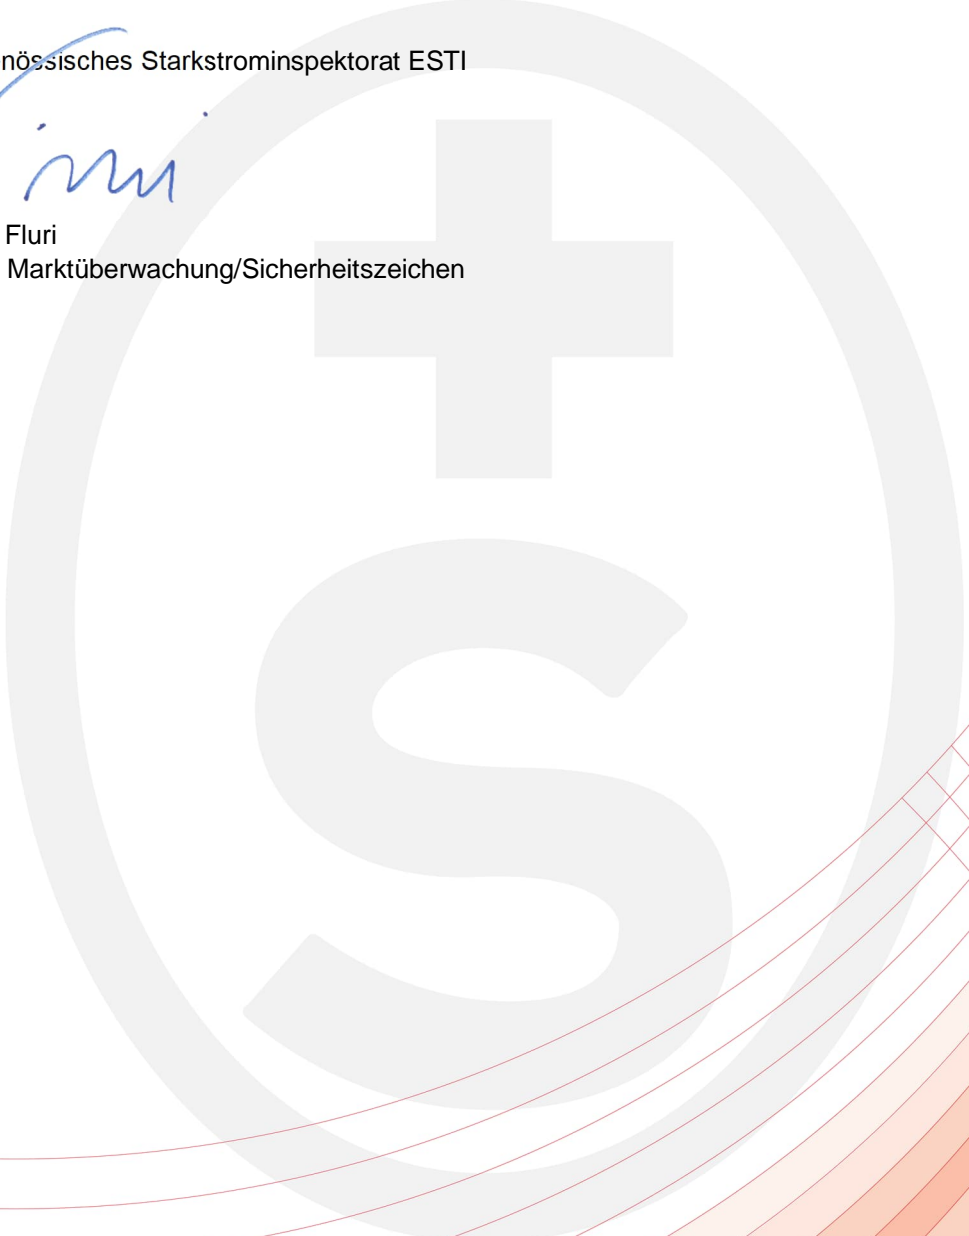 nössisches Starkstrominspektorat ESTI
Fluri
Marktüberwachung/Sicherheitszeichen
+
S